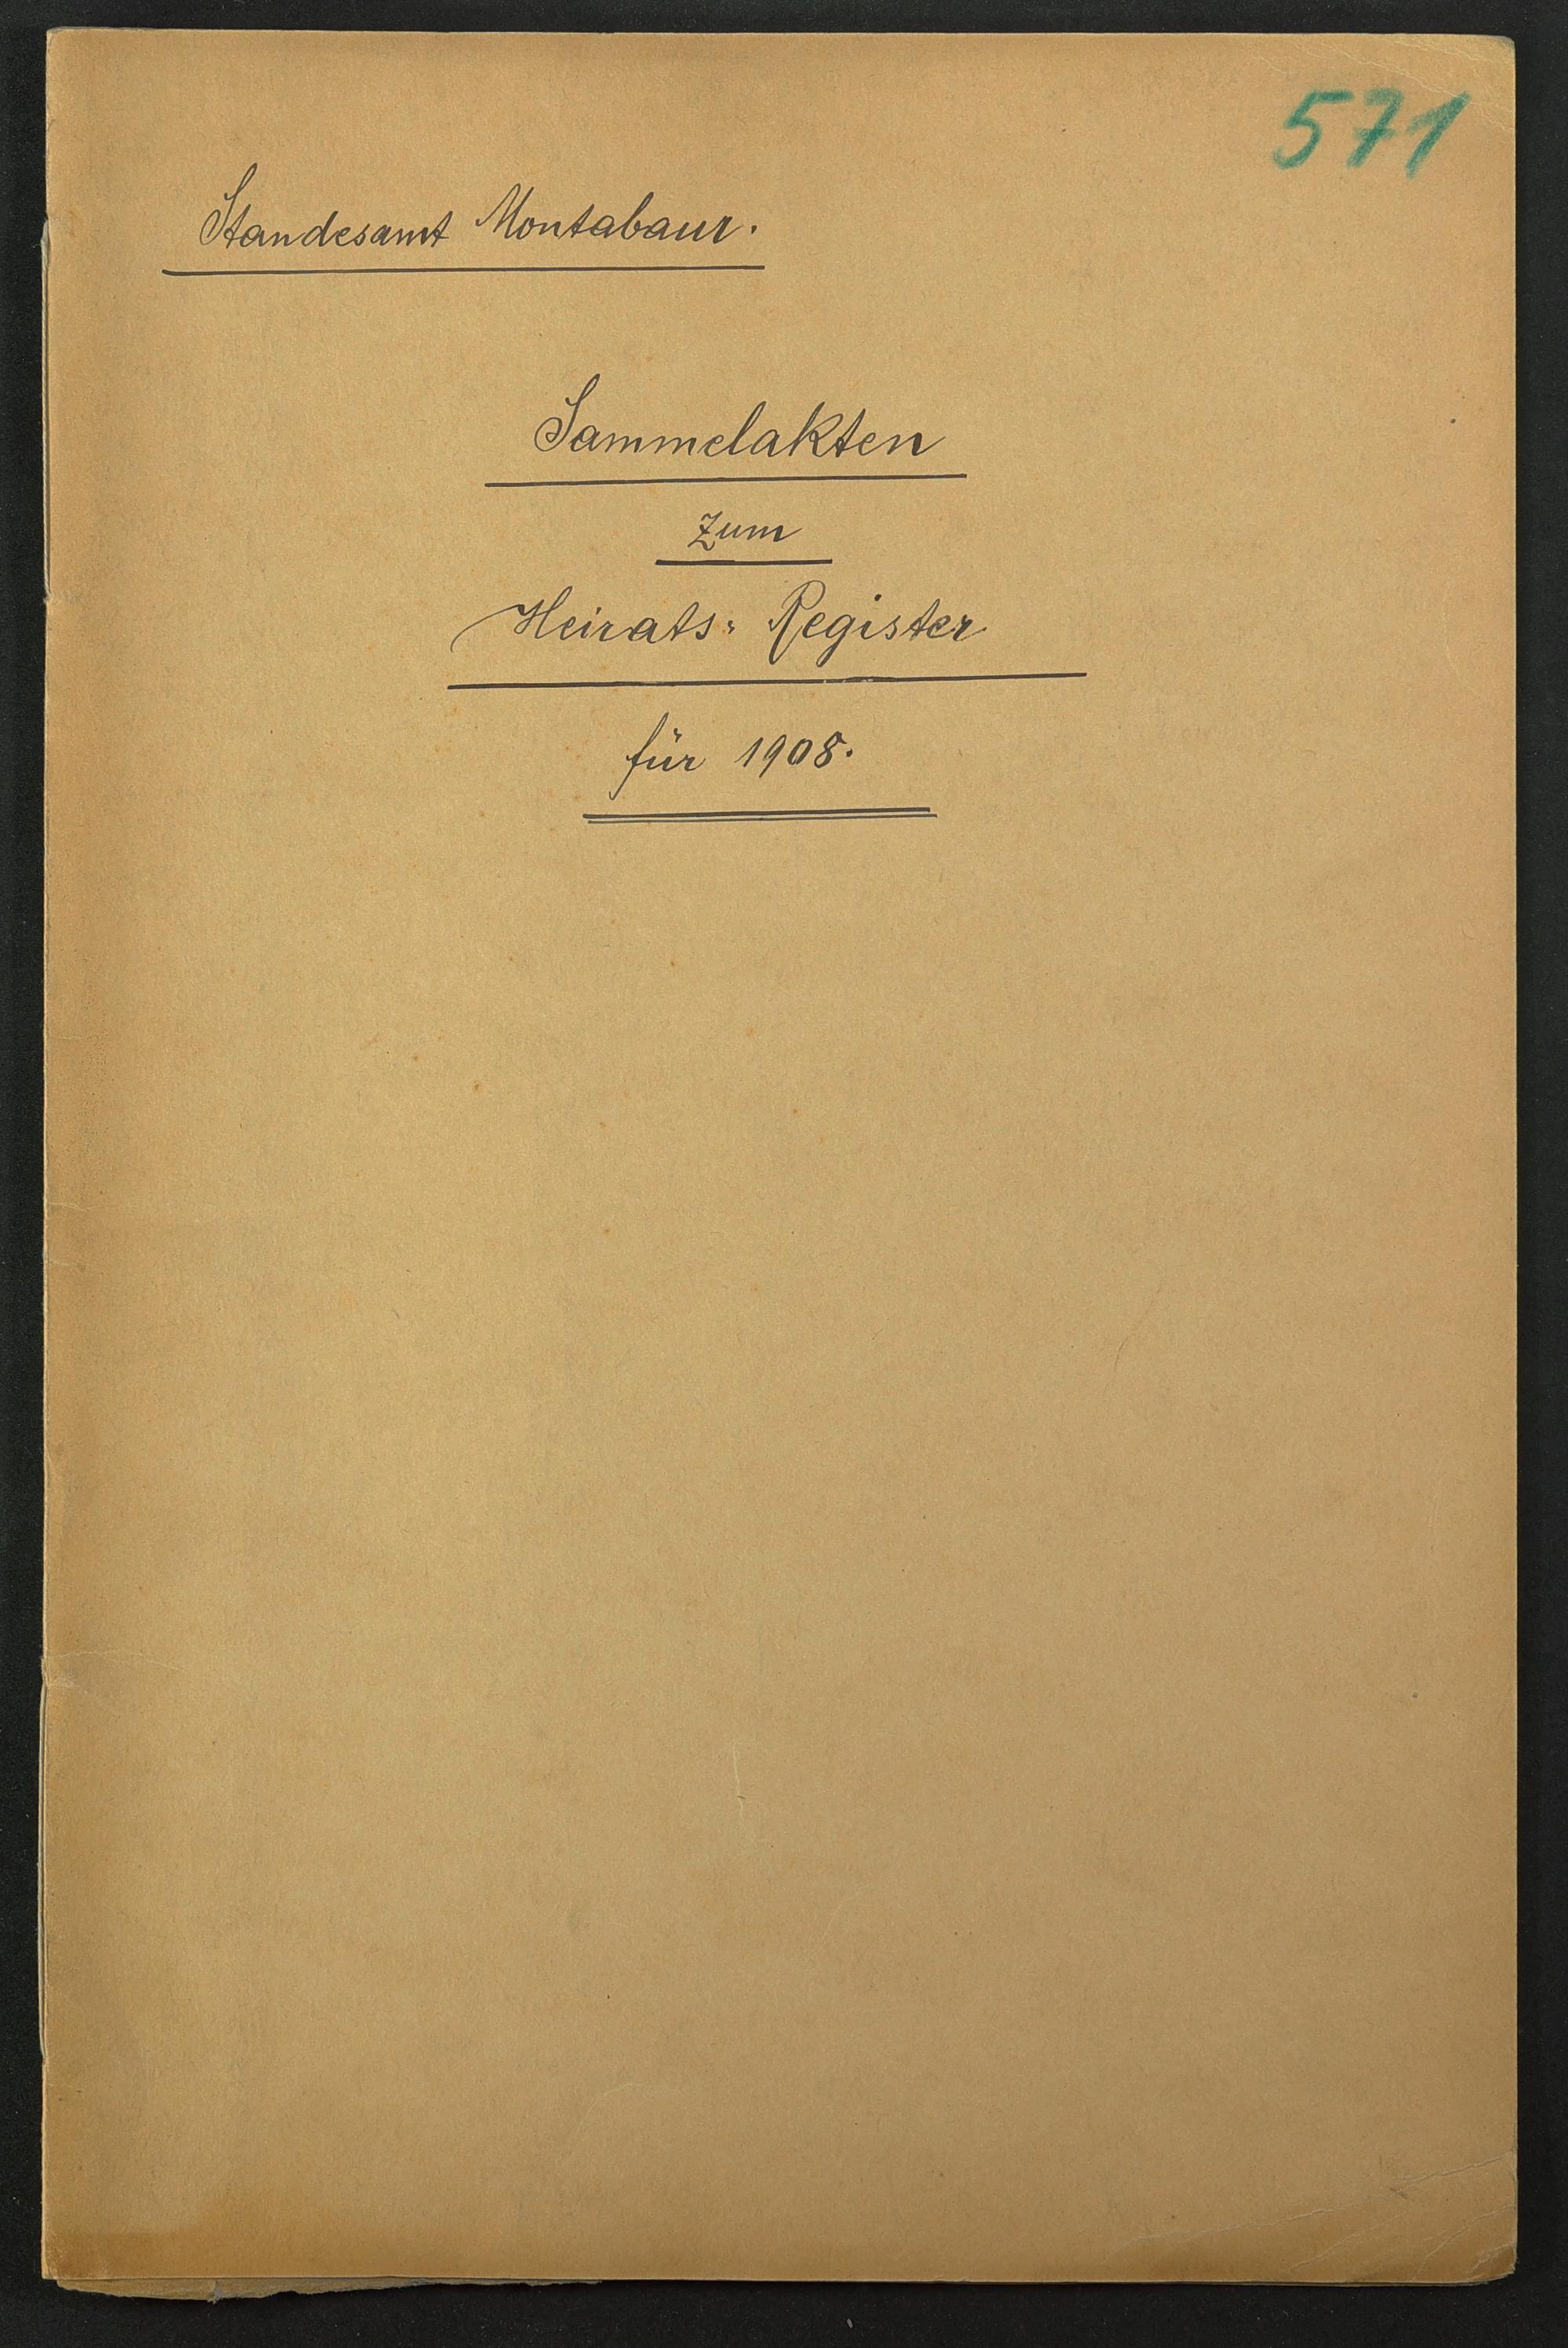 571
Standesamt Montabaur.
Sammelakten
zum
Heirats= Register
für 1908.